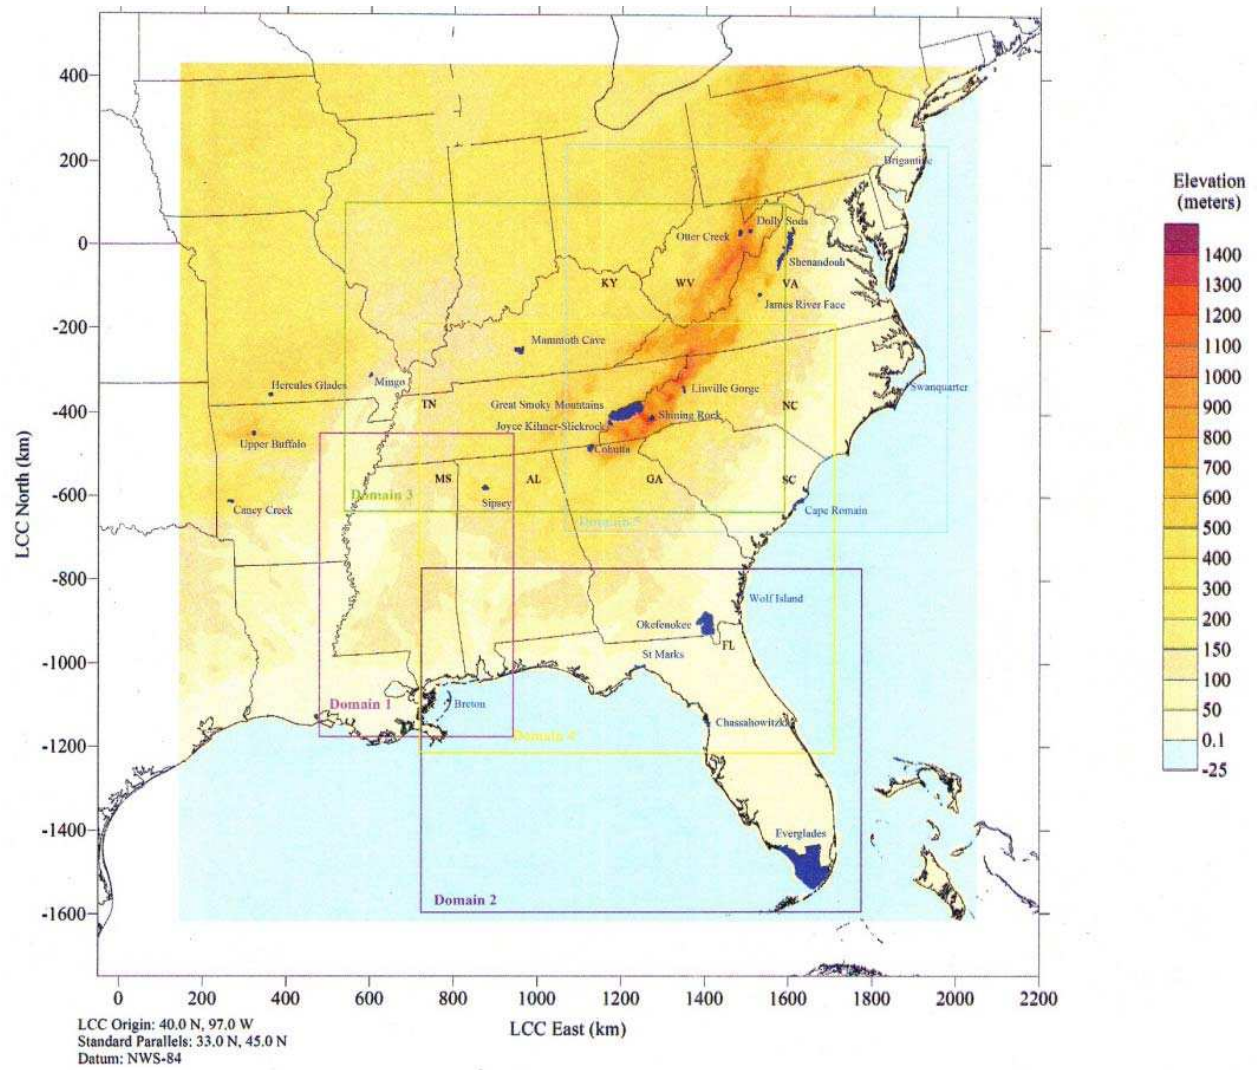 400
200
0
-200
-400
-600
-800
-1000
-1200
-1400
-1600
LCC North (km)
Brigantine
Dolly Sods
Otter Creek
Shenandoah
KY
WV
VA
James River Face
Mammoth Cave
Hercules Glades
Mingo
Swanquarter
Linville Gorge
TN
Great Smoky Mountains
NC
Shining Rock
Joyce Kilmer-Slickrock
Upper Buffalo
Cohutta
MS
AL
GA
SC
Domain 3
Sipsey
Caney Creek
Cape Romain
Domain 5
Wolf Island
Okefenokee
FL
St Marks
Domain 1
Breton
Chassahowitzka
Domain 4
Everglades
Domain 2
0
200
400
600
800
1000
1200
1400
1600
1800
2000
2200
LCC East (km)
LCC Origin: 40.0 N, 97.0 W
Standard Parallels: 33.0 N, 45.0 N
Datum: NWS-84
Elevation
(meters)
1400
1300
1200
1100
1000
900
800
700
600
500
400
300
200
150
100
50
0.1
-25